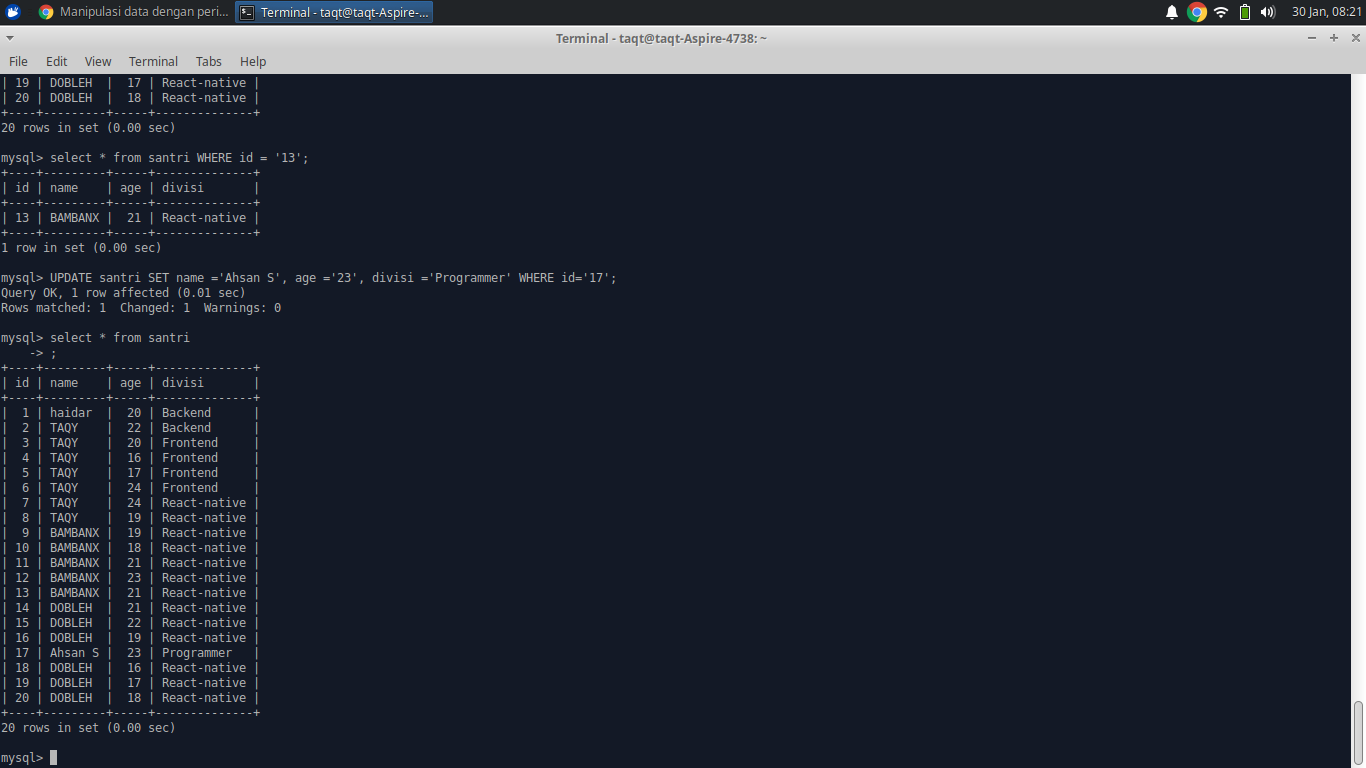 Manipulasi data dengan peri...
Terminal - taqt@taqt-Aspire-...
30 Jan, 08:21
Terminal - taqt@taqt-Aspire-4738: ~
File Edit View Terminal Tabs Help
| 19 | DOBLEH  |  17 | React-native |
| 20 | DOBLEH  |  18 | React-native |
+----+---------+-----+--------------+
20 rows in set (0.00 sec)

mysql> select * from santri WHERE id = '13';
+----+---------+-----+--------------+
| id | name    | age | divisi       |
+----+---------+-----+--------------+
| 13 | BAMBANX |  21 | React-native |
+----+---------+-----+--------------+
1 row in set (0.00 sec)

mysql> UPDATE santri SET name ='Ahsan S', age ='23', divisi ='Programmer' WHERE id='17';
Query OK, 1 row affected (0.01 sec)
Rows matched: 1  Changed: 1  Warnings: 0

mysql> select * from santri
    -> ;
+----+---------+-----+--------------+
| id | name    | age | divisi       |
+----+---------+-----+--------------+
|  1 | haidar  |  20 | Backend      |
|  2 | TAQY    |  22 | Backend      |
|  3 | TAQY    |  20 | Frontend     |
|  4 | TAQY    |  16 | Frontend     |
|  5 | TAQY    |  17 | Frontend     |
|  6 | TAQY    |  24 | Frontend     |
|  7 | TAQY    |  24 | React-native |
|  8 | TAQY    |  19 | React-native |
|  9 | BAMBANX |  19 | React-native |
| 10 | BAMBANX |  18 | React-native |
| 11 | BAMBANX |  21 | React-native |
| 12 | BAMBANX |  23 | React-native |
| 13 | BAMBANX |  21 | React-native |
| 14 | DOBLEH  |  21 | React-native |
| 15 | DOBLEH  |  22 | React-native |
| 16 | DOBLEH  |  19 | React-native |
| 17 | Ahsan S |  23 | Programmer   |
| 18 | DOBLEH  |  16 | React-native |
| 19 | DOBLEH  |  17 | React-native |
| 20 | DOBLEH  |  18 | React-native |
+----+---------+-----+--------------+
20 rows in set (0.00 sec)

mysql>